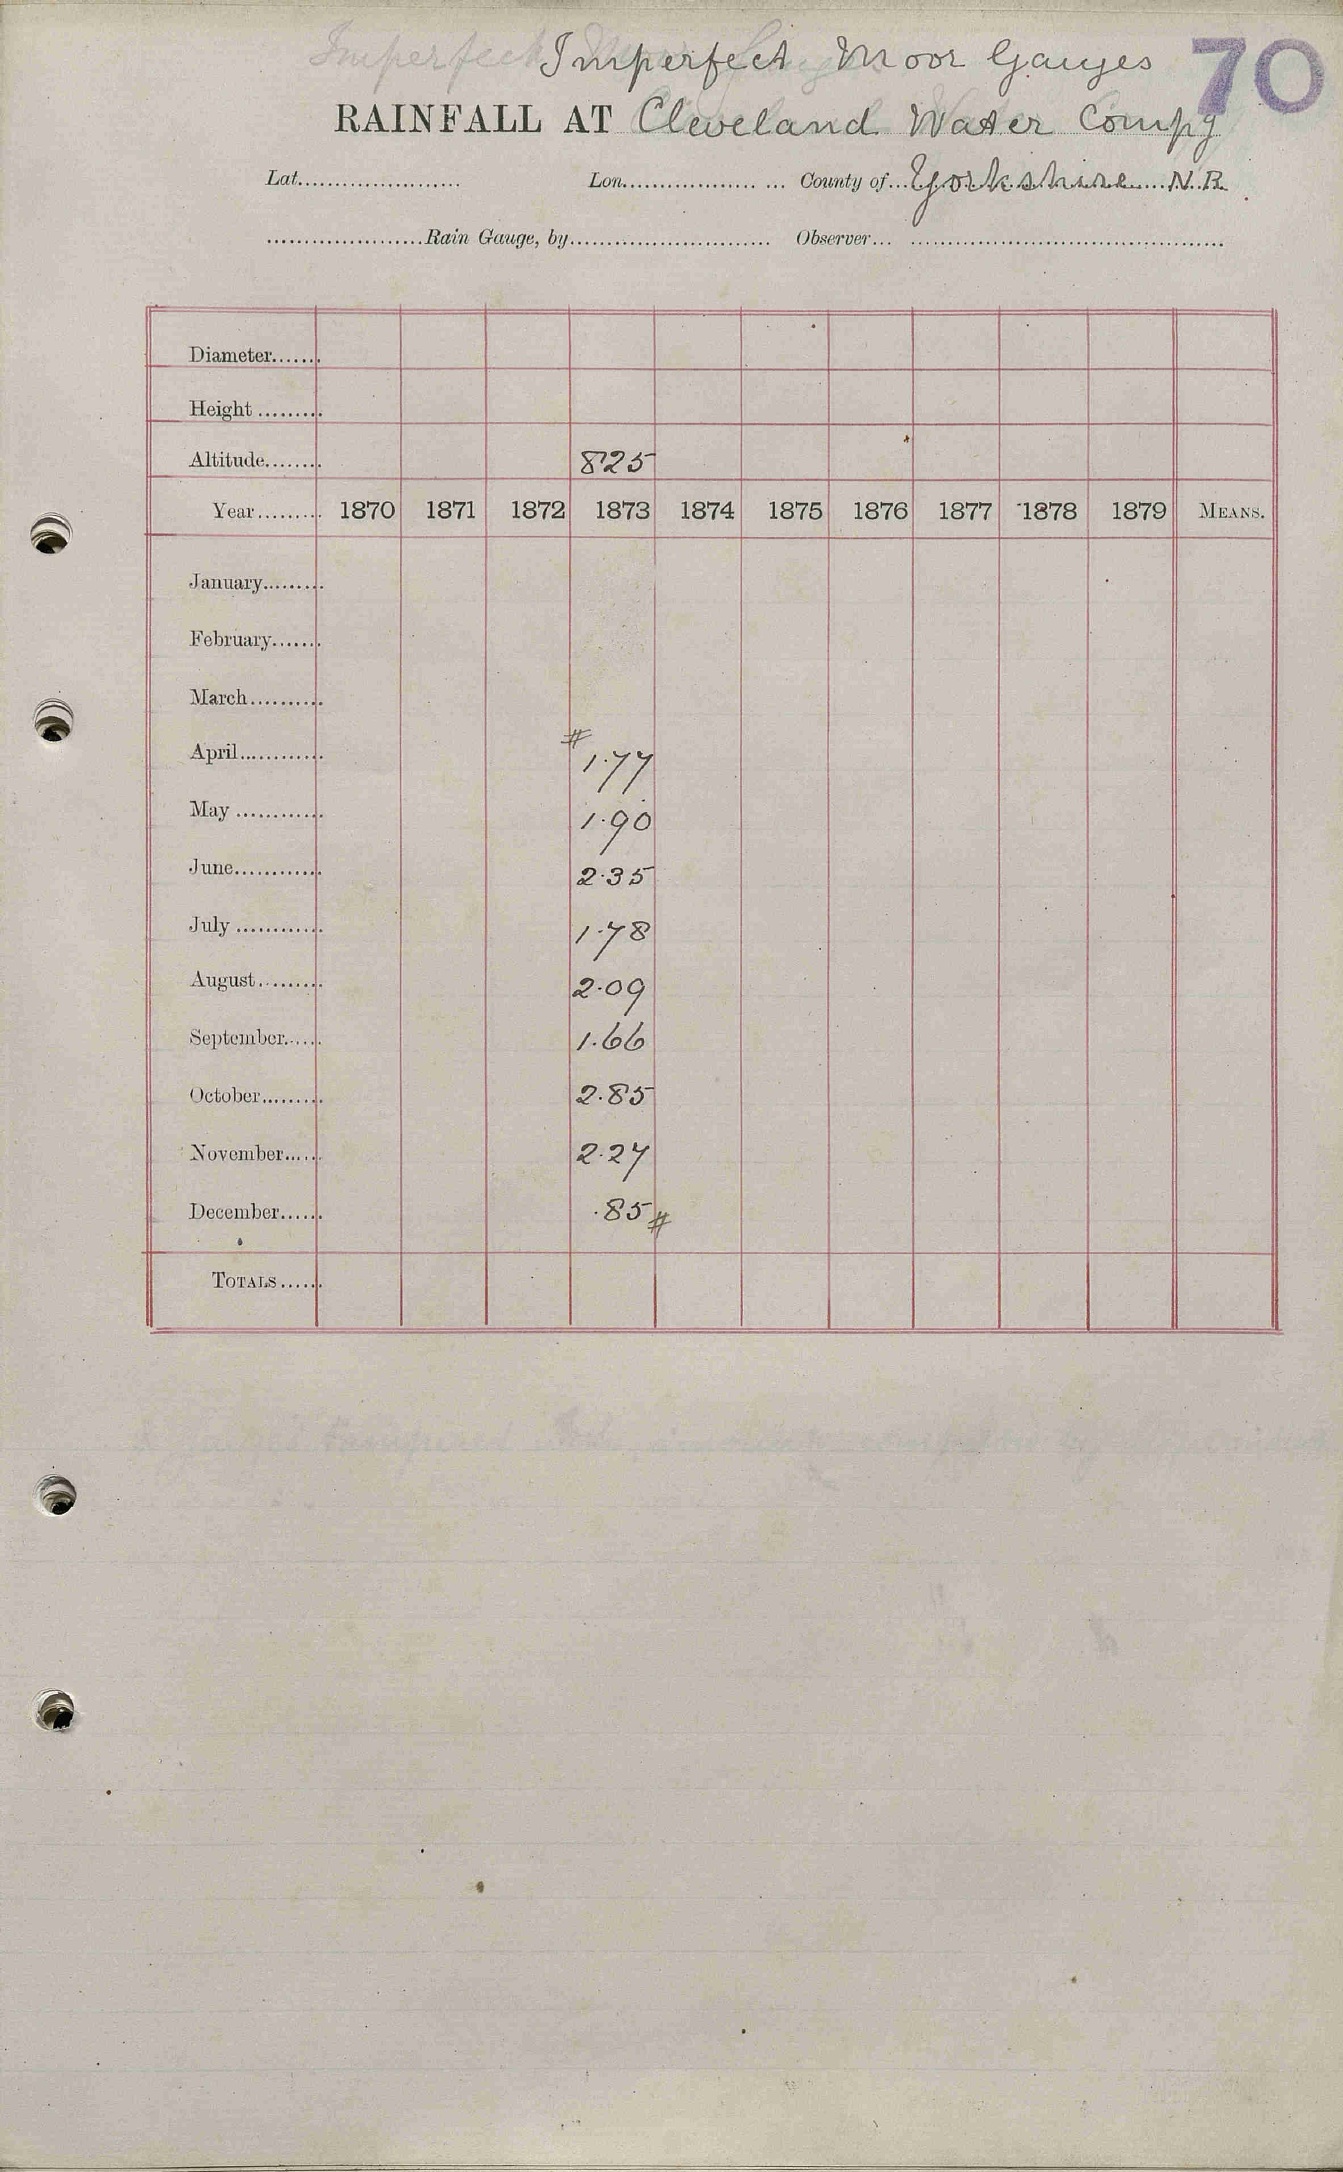 Imperfect Moor Gauges 70
RAINFALL AT Cleveland Water Compy
Lat..................... Lon.................. ... County of...Yorkshire N.R.
.....................Rain Gauge, by........................... Observer... ..........................................
Diameter.......
Height .........
Altitude........ 825
Year......... 1870 1871 1872 1873 1874 1875 1876 1877 1878 1879 MEANS.
January.........
February.......
March..........
#
April............ 1.77
May ............ 1.90
June............ 2.35
July ............ 1.78
August......... 2.09
September...... 1.66
October......... 2.85
November...... 2.27
December...... .85 #
TOTALS......